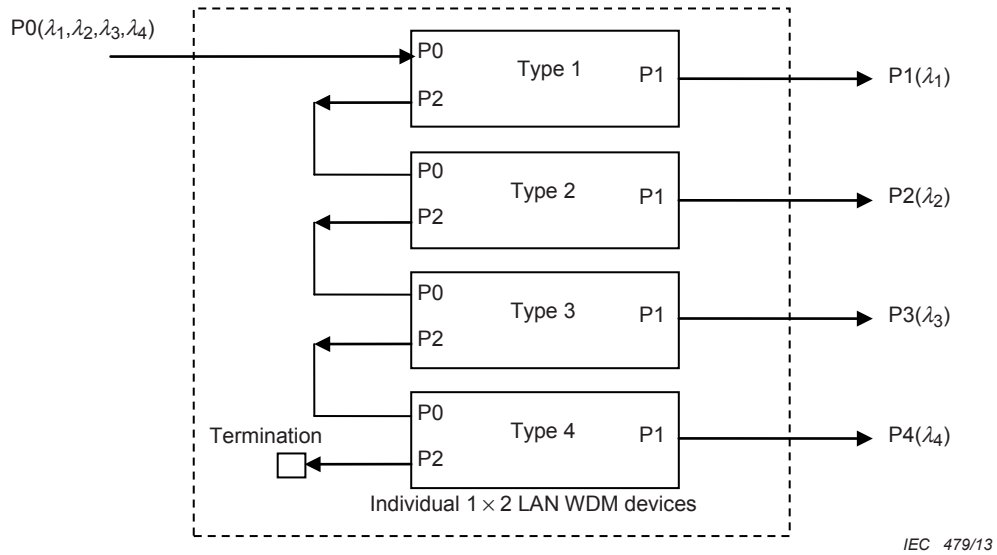 P0(λ1,λ2,λ3,λ4)
P0
Type 1
P1
P1(λ1)
P2
P0
Type 2
P1
P2(λ2)
P2
P0
Type 3
P1
P3(λ3)
P2
P0
Type 4
P1
P4(λ4)
Termination
P2
Individual 1 × 2 LAN WDM devices
IEC 479/13